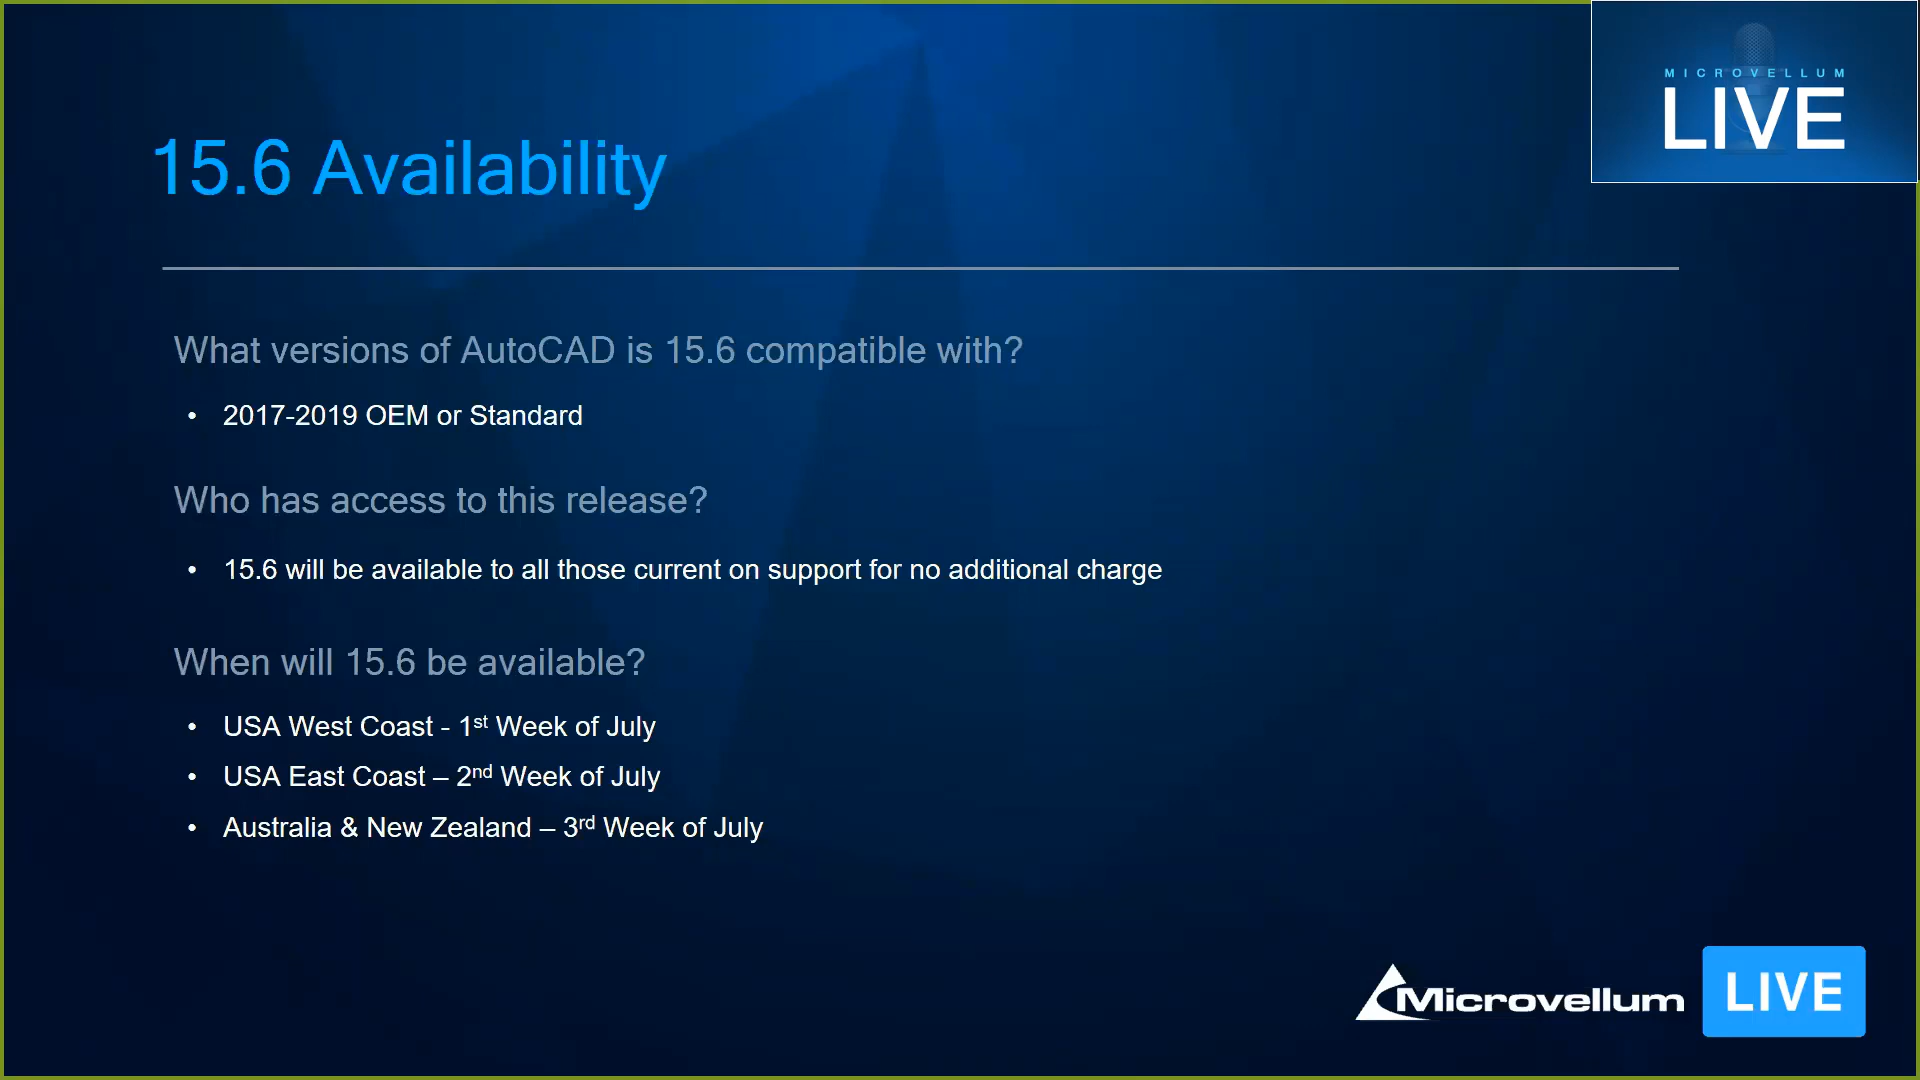 MICROVELLUM
LIVE
15.6 Availability
What versions of AutoCAD is 15.6 compatible with?
• 2017-2019 OEM or Standard
Who has access to this release?
• 15.6 will be available to all those current on support for no additional charge
When will 15.6 be available?
• USA West Coast - 1st Week of July
• USA East Coast – 2nd Week of July
• Australia & New Zealand – 3rd Week of July
Microvellum LIVE